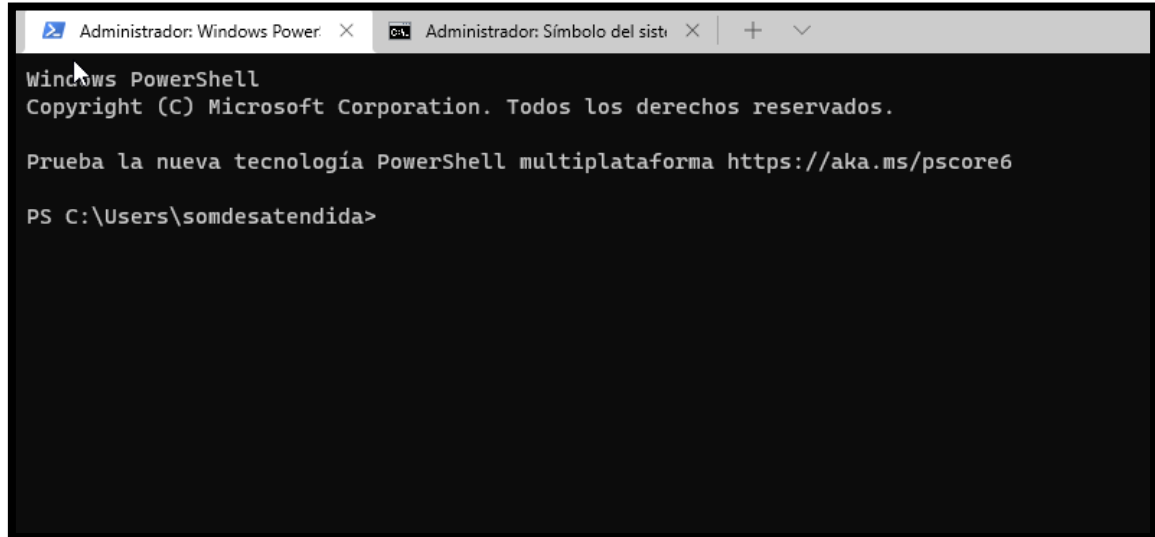 Administrador: Windows Power
Administrador: Símbolo del siste
Windows PowerShell
Copyright (C) Microsoft Corporation. Todos los derechos reservados.
Prueba la nueva tecnología PowerShell multiplataforma https://aka.ms/pscore6
PS C:\Users\somdesatendida>